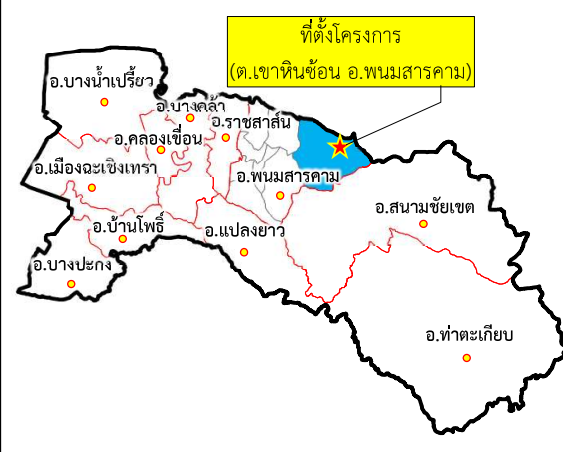 ที่ตั้งโครงการ
(ต.เขาหินซ้อน อ.พนมสารคาม)
อ.บางน้ำเปรี้ยว
อ.บางคล้า
อ.ราชสาส์น
อ.คลองเขื่อน
อ.เมืองฉะเชิงเทรา
อ.พนมสารคาม
อ.สนามชัยเขต
อ.บ้านโพธิ์
อ.แปลงยาว
อ.บางปะกง
อ.ท่าตะเกียบ